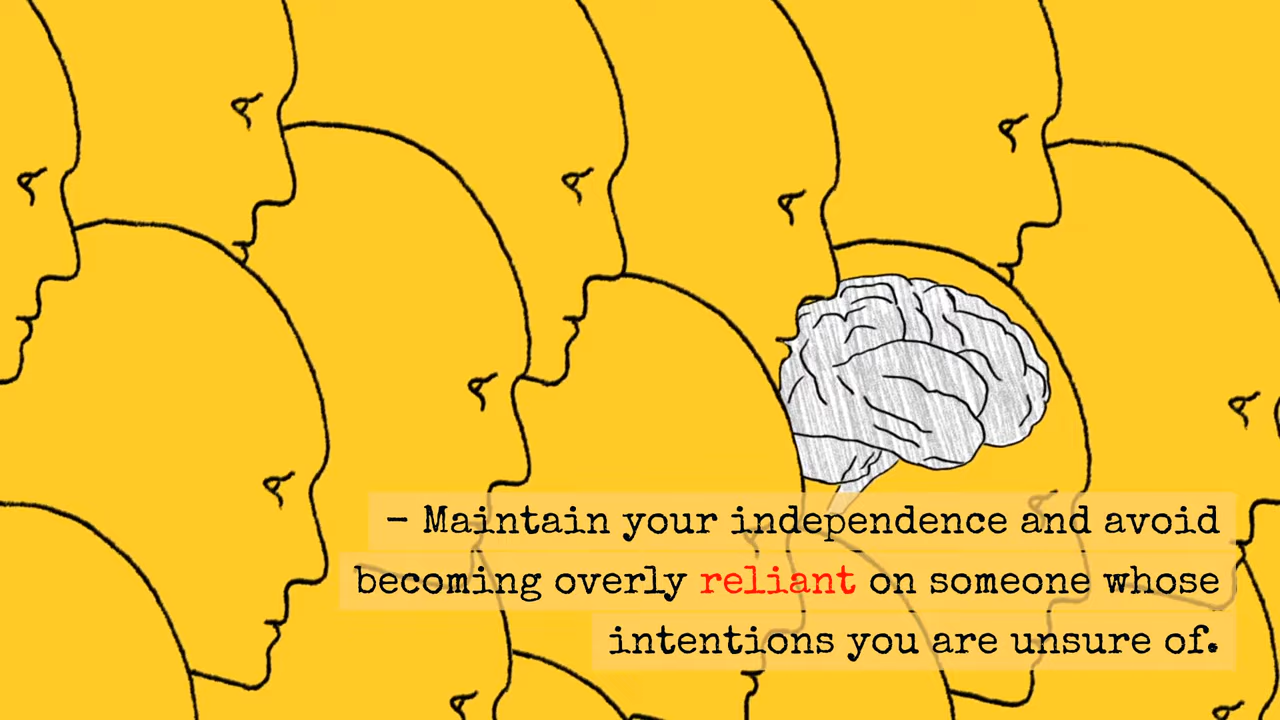 - Maintain your independence and avoid
becoming overly reliant on someone whose
intentions you are unsure of.